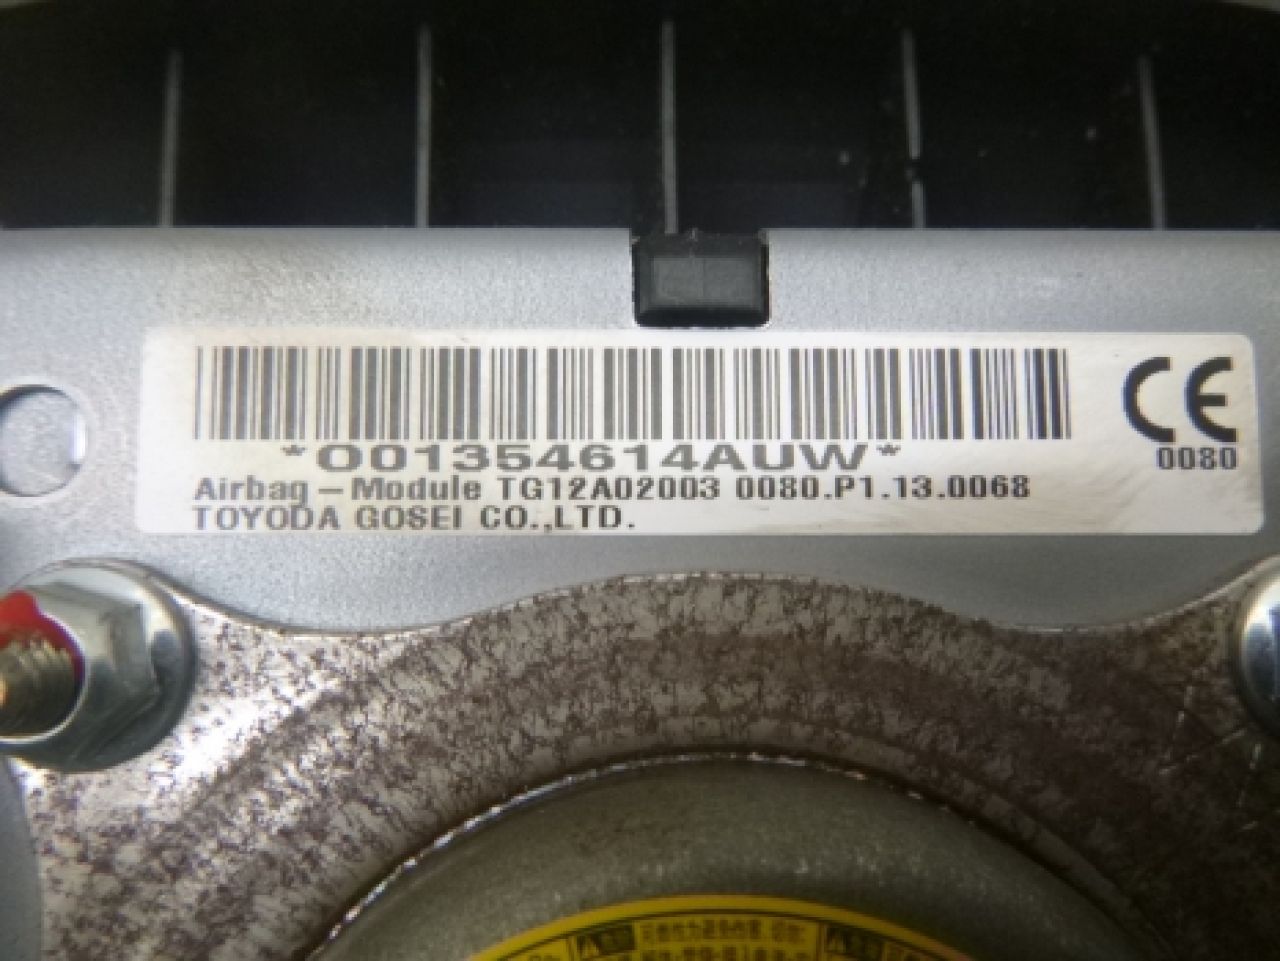 *001354614AUW*
CE
0080
Airbag-Module TG12A02003 0080.P1.13.0068
TOYODA GOSEI CO.,LTD.